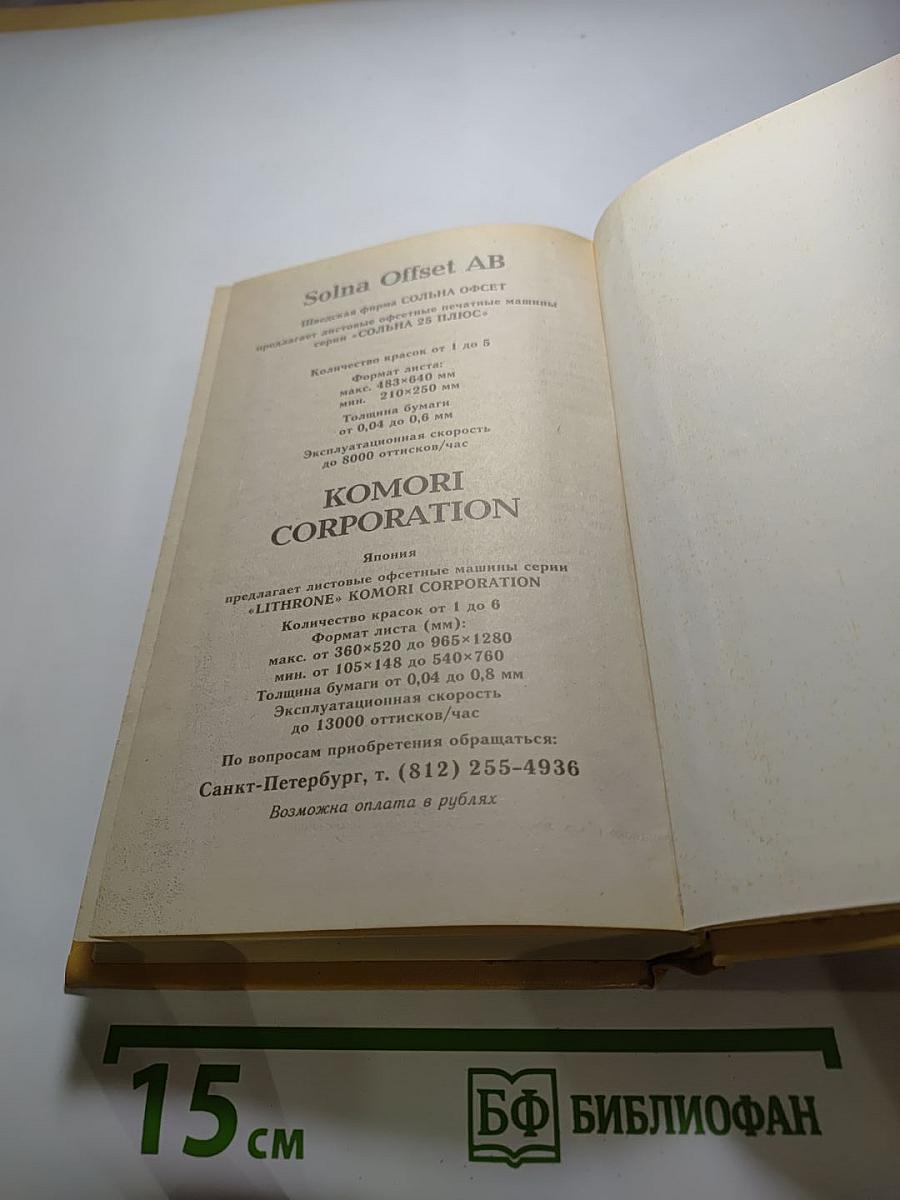 Solna Offset AB
Шведская фирма СОЛЬНА ОФСЕТ
предлагает листовые офсетные печатные машины
серии «СОЛЬНА 25 ПЛЮС»
Количество красок от 1 до 5
Формат листа:
макс. 483×640 мм
мин. 210×250 мм
Толщина бумаги
от 0,04 до 0,6 мм
Эксплуатационная скорость
до 8000 оттисков/час
KOMORI
CORPORATION
Япония
предлагает листовые офсетные машины серии
«LITHRONE» KOMORI CORPORATION
Количество красок от 1 до 6
Формат листа (мм):
макс. от 360×520 до 965×1280
мин. от 105×148 до 540×760
Толщина бумаги от 0,04 до 0,8 мм
Эксплуатационная скорость
до 13000 оттисков/час
По вопросам приобретения обращаться:
Санкт-Петербург, т. (812) 255-4936
Возможна оплата в рублях
15 см
БФ БИБЛИОФАН